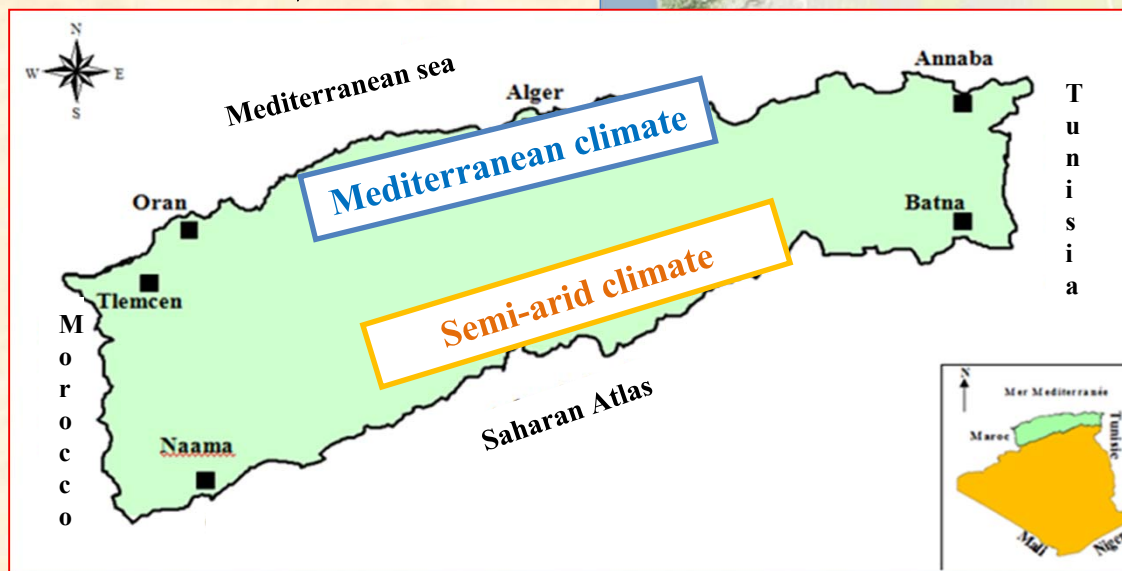 N
W
E
S
Mediterranean sea
Alger
Annaba
Mediterranean climate
Oran
Batna
Tunisia
Semi-arid climate
Tlemcen
Morocco
Saharan Atlas
Naama
N
Mer Mediterranée
Maroc
Tunisie
Mali
Niger